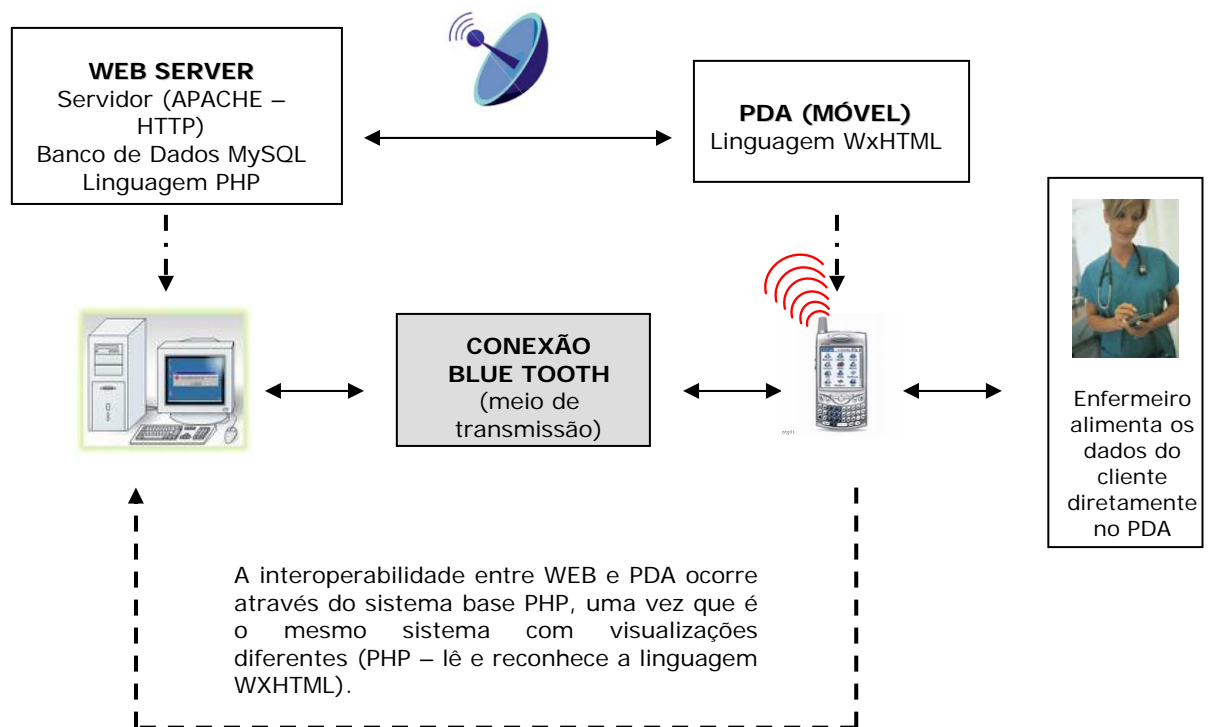 WEB SERVER
Servidor (APACHE –
HTTP)
Banco de Dados MySQL
Linguagem PHP
PDA (MÓVEL)
Linguagem WxHTML
CONEXÃO
BLUE TOOTH
(meio de
transmissão)
Enfermeiro
alimenta os
dados do
cliente
diretamente
no PDA
A interoperabilidade entre WEB e PDA ocorre
através do sistema base PHP, uma vez que é
o mesmo sistema com visualizações
diferentes (PHP – lê e reconhece a linguagem
WXHTML).